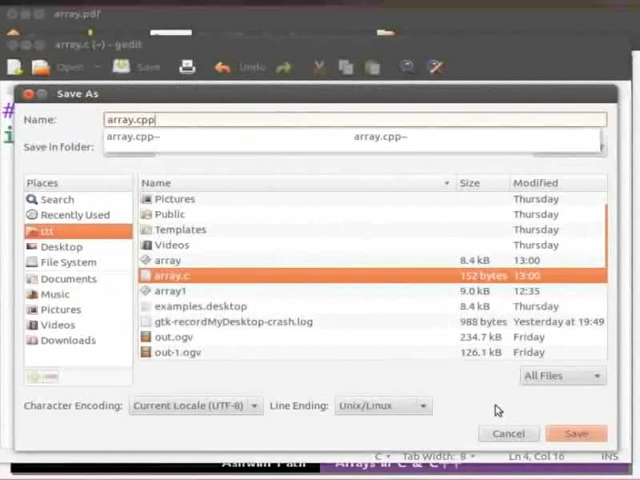 array.pdf
array.c (~) - gedit
Open Save Undo
Save As
#
i
Name: array.cpp
array.cpp~ array.cpp~
Save in folder:
Places Name Size Modified
Search
Recently Used
ttt
Desktop
File System
Documents
Music
Pictures
Videos
Downloads
Pictures Thursday
Public Thursday
Templates Thursday
Videos Thursday
array 8.4 kB 13:00
array.c 152 bytes 13:00
array1 9.0 kB 12:35
examples.desktop 8.4 kB Thursday
gtk-recordMyDesktop-crash.log 988 bytes Yesterday at 19:49
out.ogv 234.7 kB Friday
out-1.ogv 126.1 kB Friday
All Files
Character Encoding: Current Locale (UTF-8) Line Ending: Unix/Linux
Cancel Save
C Tab Width: 8 Ln 4, Col 16 INS
Ashwini Patil Arrays in C & C++